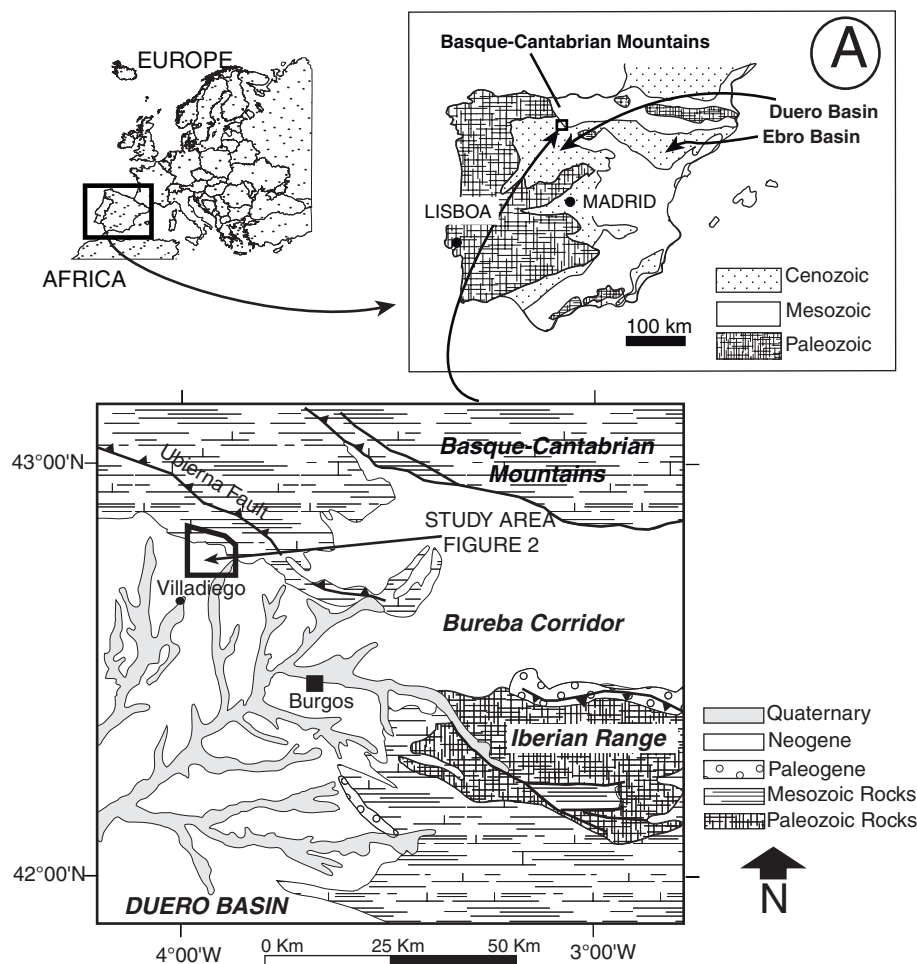 EUROPE
AFRICA
A
Basque-Cantabrian Mountains
Duero Basin
Ebro Basin
LISBOA
MADRID
Cenozoic
Mesozoic
Paleozoic
100 km
43°00'N
Basque-Cantabrian
Mountains
Ubierna Fault
STUDY AREA
FIGURE 2
Villadiego
Bureba Corridor
Burgos
Iberian Range
Quaternary
Neogene
Paleogene
Mesozoic Rocks
Paleozoic Rocks
42°00'N
DUERO BASIN
N
4°00'W
0 Km 25 Km 50 Km
3°00'W